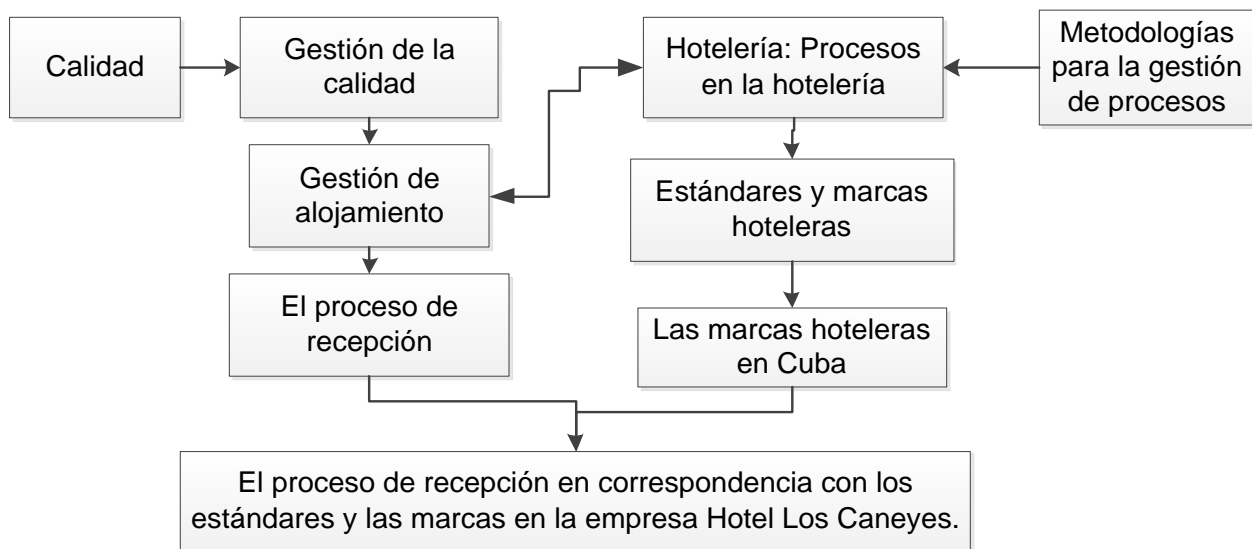 Calidad
Gestión de la
calidad
Hotelería: Procesos
en la hotelería
Metodologías
para la gestión
de procesos
Gestión de
alojamiento
Estándares y marcas
hoteleras
El proceso de
recepción
Las marcas hoteleras
en Cuba
El proceso de recepción en correspondencia con los
estándares y las marcas en la empresa Hotel Los Caneyes.